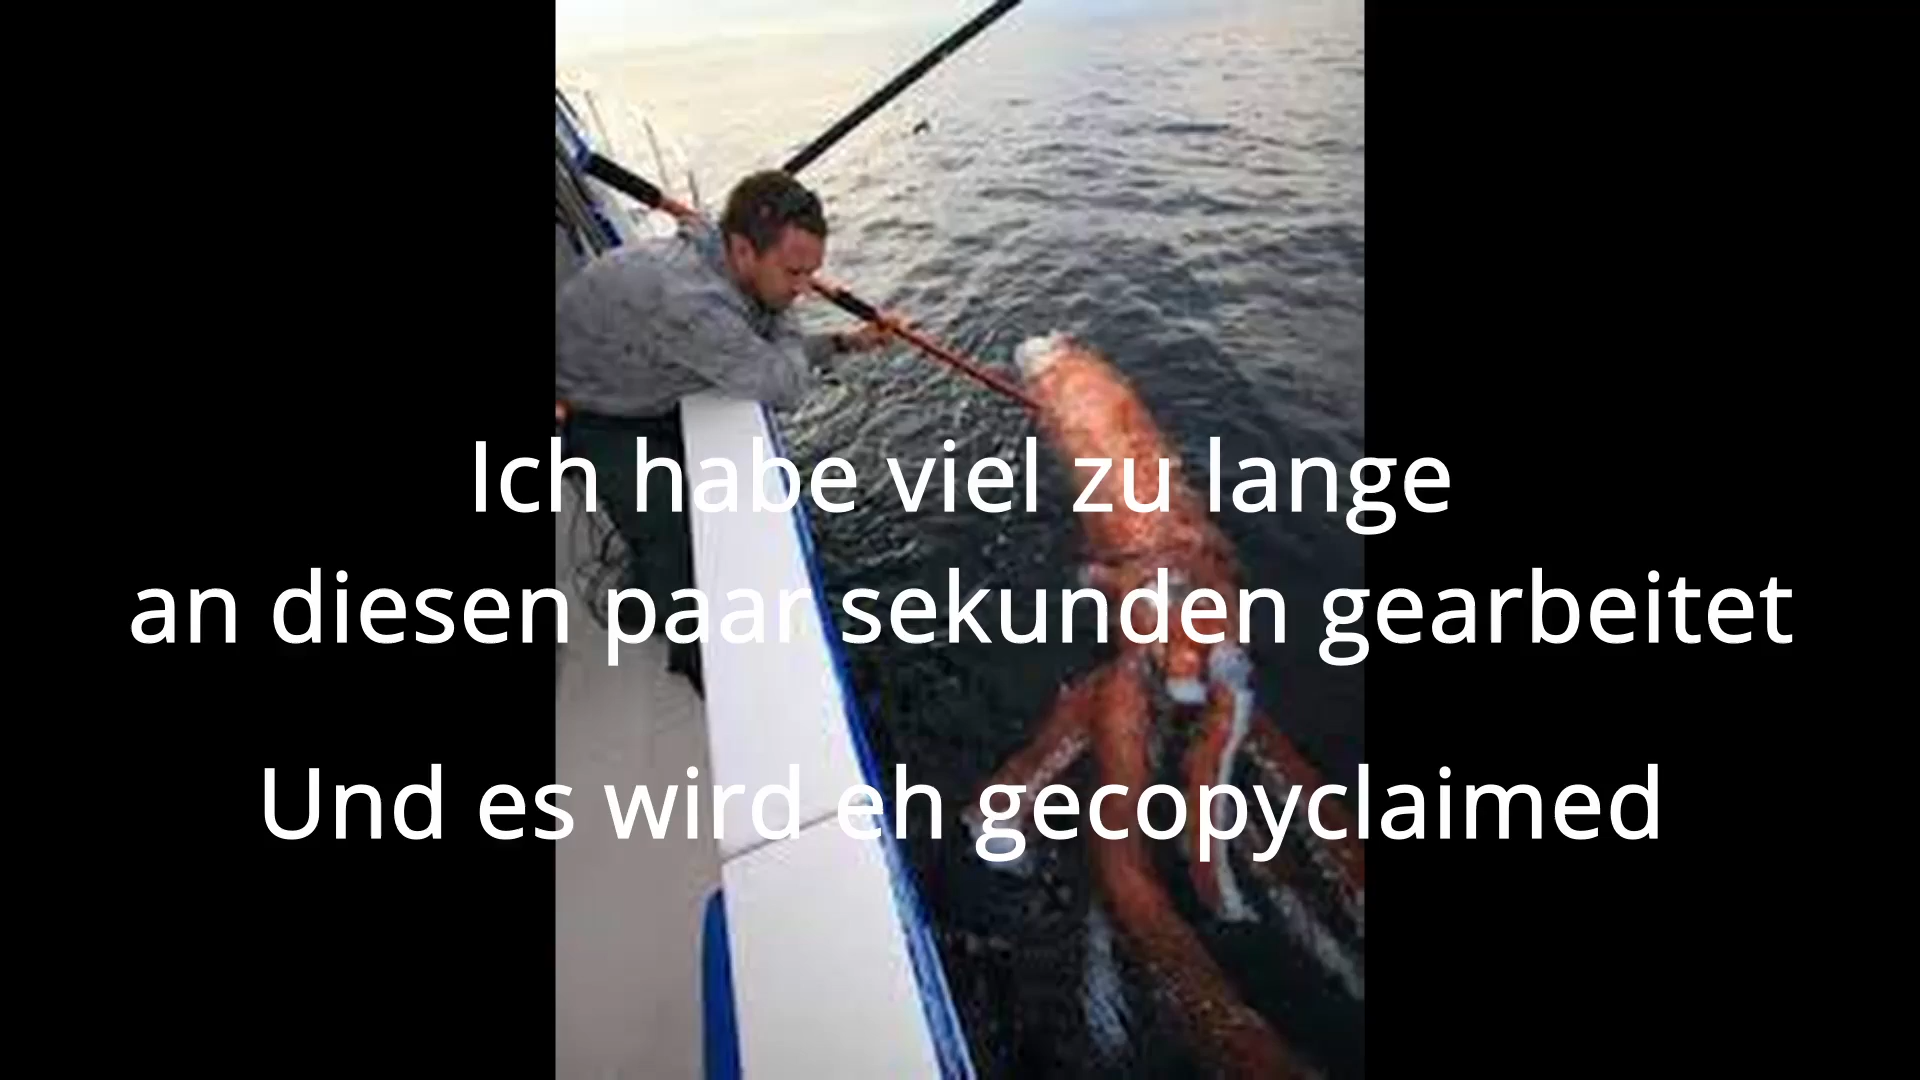 Ich habe viel zu lange
an diesen paar sekunden gearbeitet
Und es wird eh gecopyclaimed